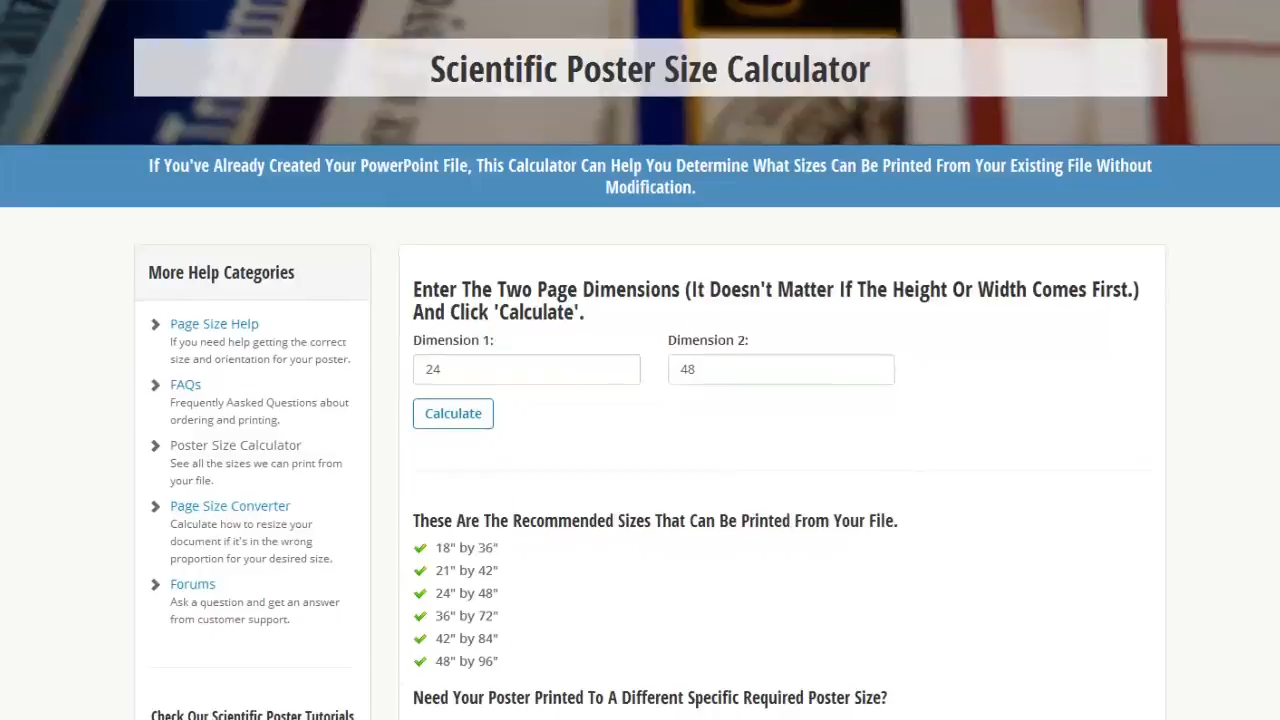 Scientific Poster Size Calculator
If You've Already Created Your PowerPoint File, This Calculator Can Help You Determine What Sizes Can Be Printed From Your Existing File Without
Modification.
More Help Categories
Page Size Help
If you need help getting the correct
size and orientation for your poster.
FAQs
Frequently Aasked Questions about
ordering and printing.
Poster Size Calculator
See all the sizes we can print from
your file.
Page Size Converter
Calculate how to resize your
document if it's in the wrong
proportion for your desired size.
Forums
Ask a question and get an answer
from customer support.
Check Our Scientific Poster Tutorials
Enter The Two Page Dimensions (It Doesn't Matter If The Height Or Width Comes First.)
And Click 'Calculate'.
Dimension 1: Dimension 2:
24 48
Calculate
These Are The Recommended Sizes That Can Be Printed From Your File.
18" by 36"
21" by 42"
24" by 48"
36" by 72"
42" by 84"
48" by 96"
Need Your Poster Printed To A Different Specific Required Poster Size?